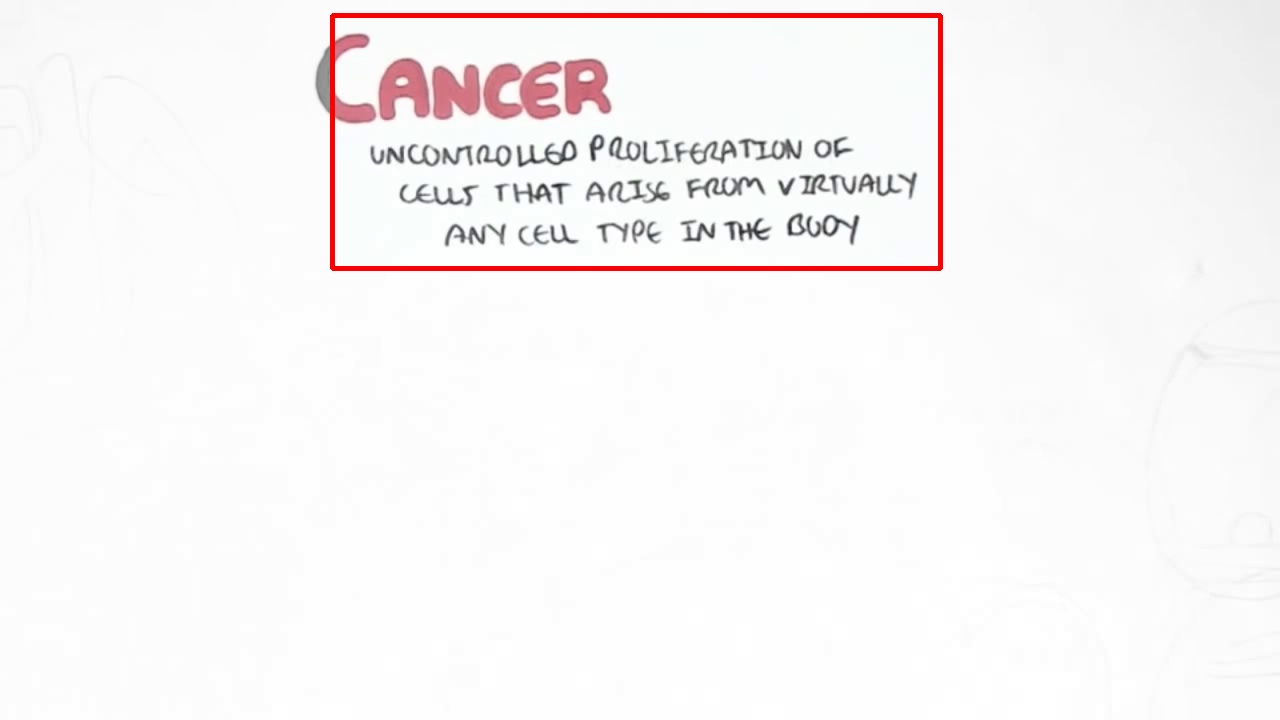 CANCER
UNCONTROLLED PROLIFERATION OF
CELLS THAT ARISE FROM VIRTUALLY
ANY CELL TYPE IN THE BODY